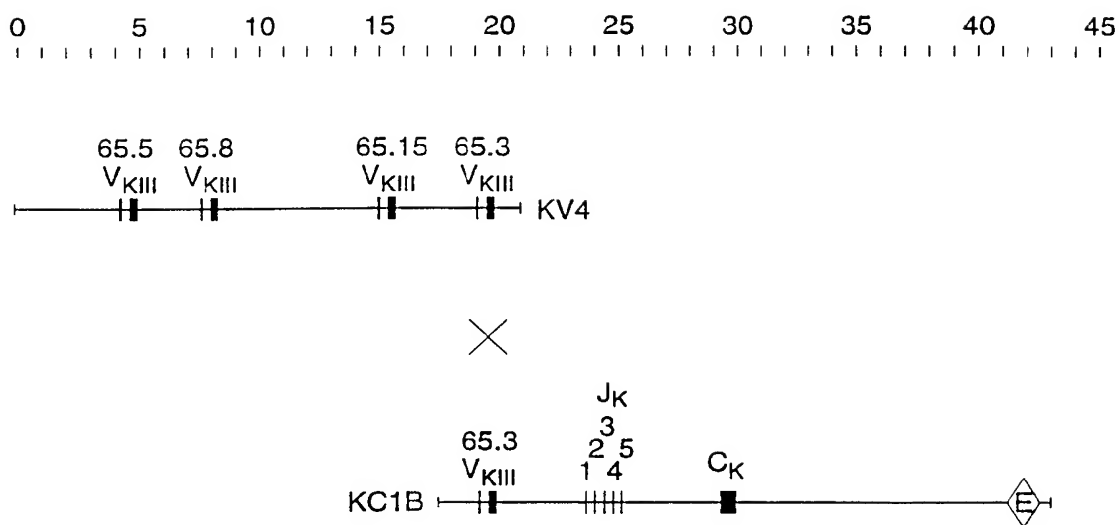 0 5 10 15 20 25 30 35 40 45
65.5 65.8 65.15 65.3
VKIII VKIII VKIII VKIII
KV4
JK
3
65.3 2 5
VKIII 1 4 CK
KC1B E